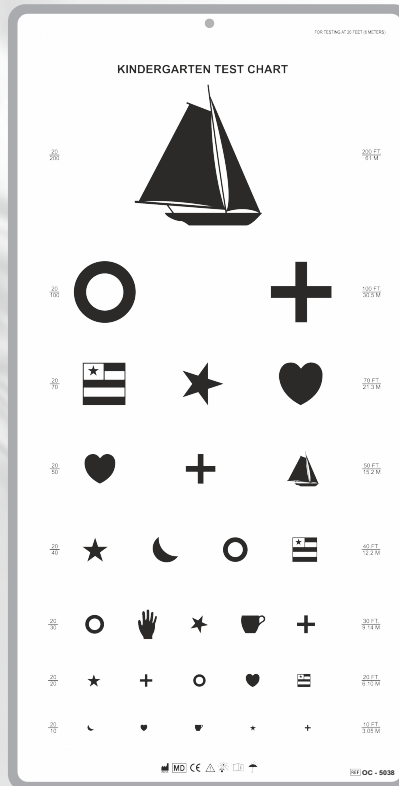 FOR TESTING AT 20 FEET (6 METERS)
KINDERGARTEN TEST CHART
20
200
200 FT.
61 M
20
100
100 FT.
30.5 M
20
70
70 FT.
21.3 M
20
50
50 FT.
15.2 M
20
40
40 FT.
12.2 M
20
30
30 FT.
9.14 M
20
20
20 FT.
6.10 M
20
10
10 FT.
3.05 M
MD CE
REF OC - 5038